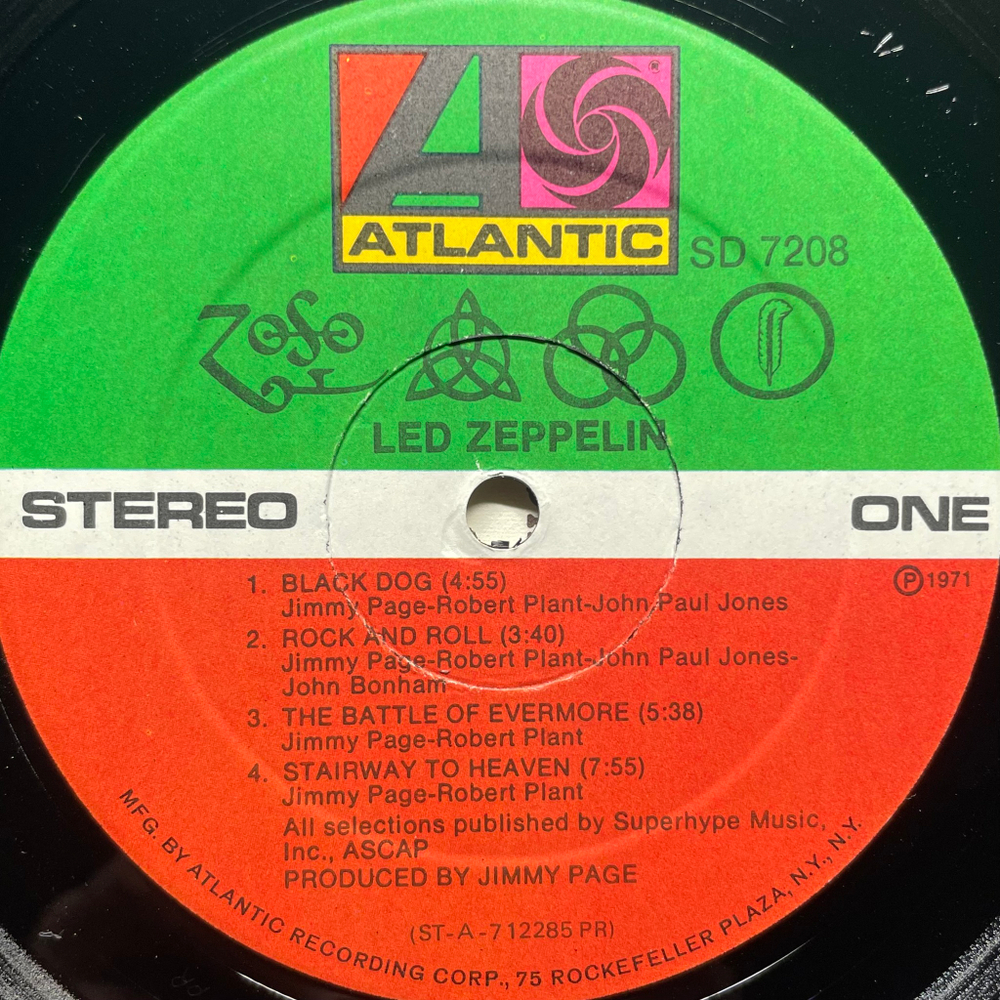 ATLANTIC
®
SD 7208
LED ZEPPELIN
STEREO
ONE
1. BLACK DOG (4:55)
Ⓟ1971
Jimmy Page-Robert Plant-John Paul Jones
2. ROCK AND ROLL (3:40)
Jimmy Page-Robert Plant-John Paul Jones-
John Bonham
3. THE BATTLE OF EVERMORE (5:38)
Jimmy Page-Robert Plant
4. STAIRWAY TO HEAVEN (7:55)
Jimmy Page-Robert Plant
All selections published by Superhype Music,
Inc., ASCAP
PRODUCED BY JIMMY PAGE
(ST-A-712285 PR)
MFG. BY ATLANTIC RECORDING CORP., 75 ROCKEFELLER PLAZA, N.Y., N.Y.